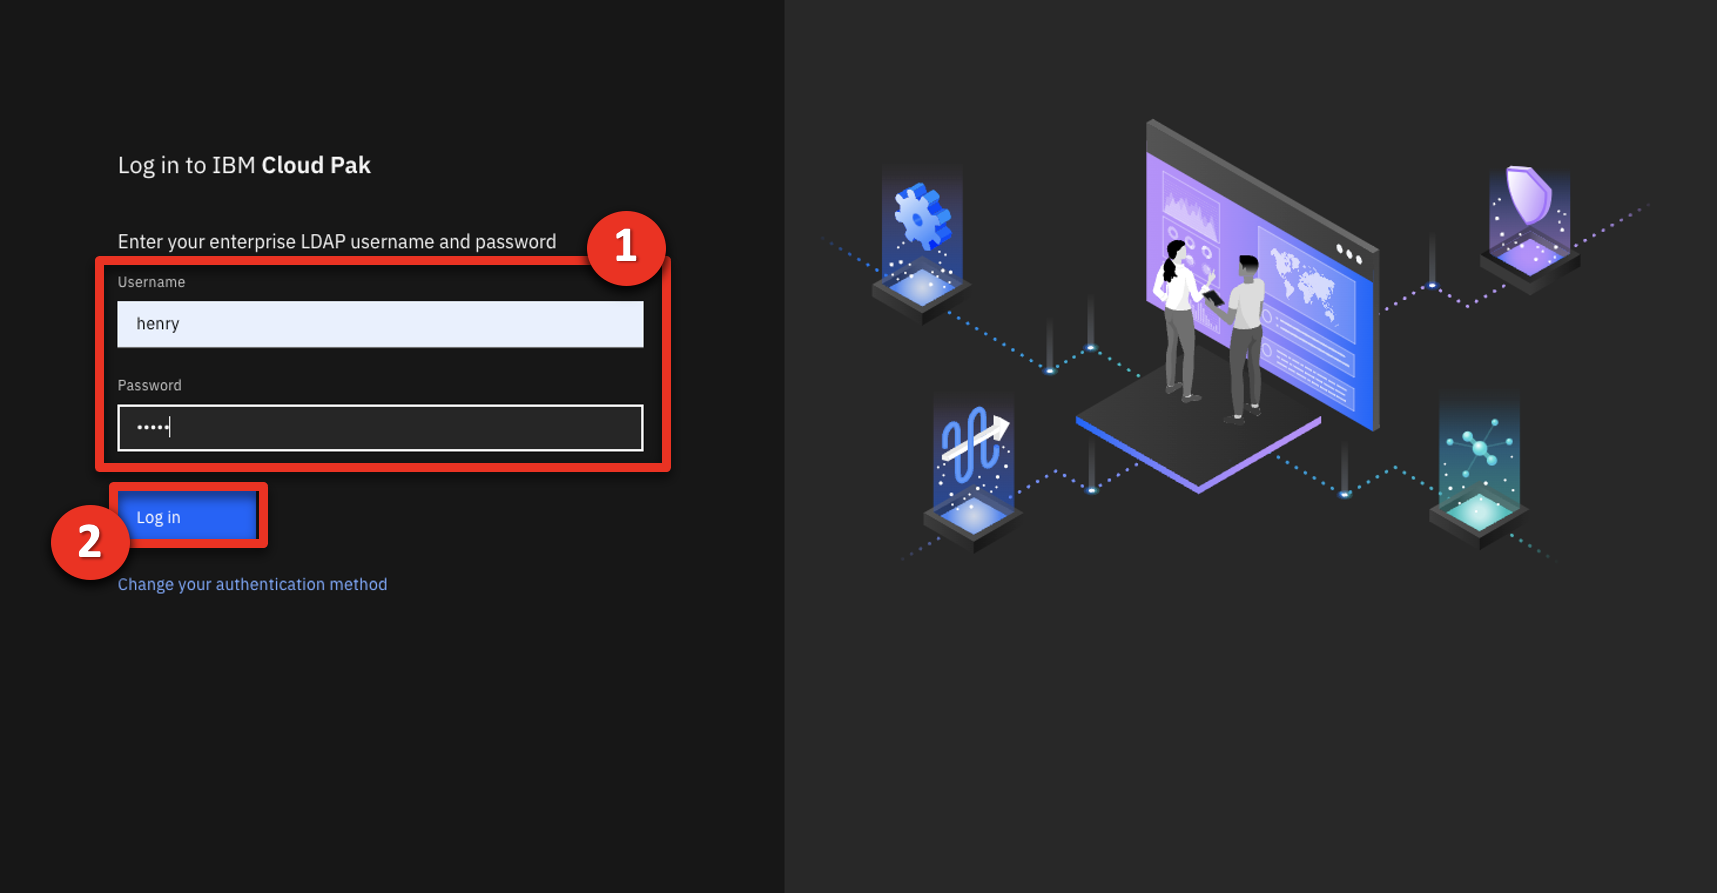 Log in to IBM Cloud Pak
Enter your enterprise LDAP username and password
1
Username
henry
Password
•••••
2
Log in
Change your authentication method